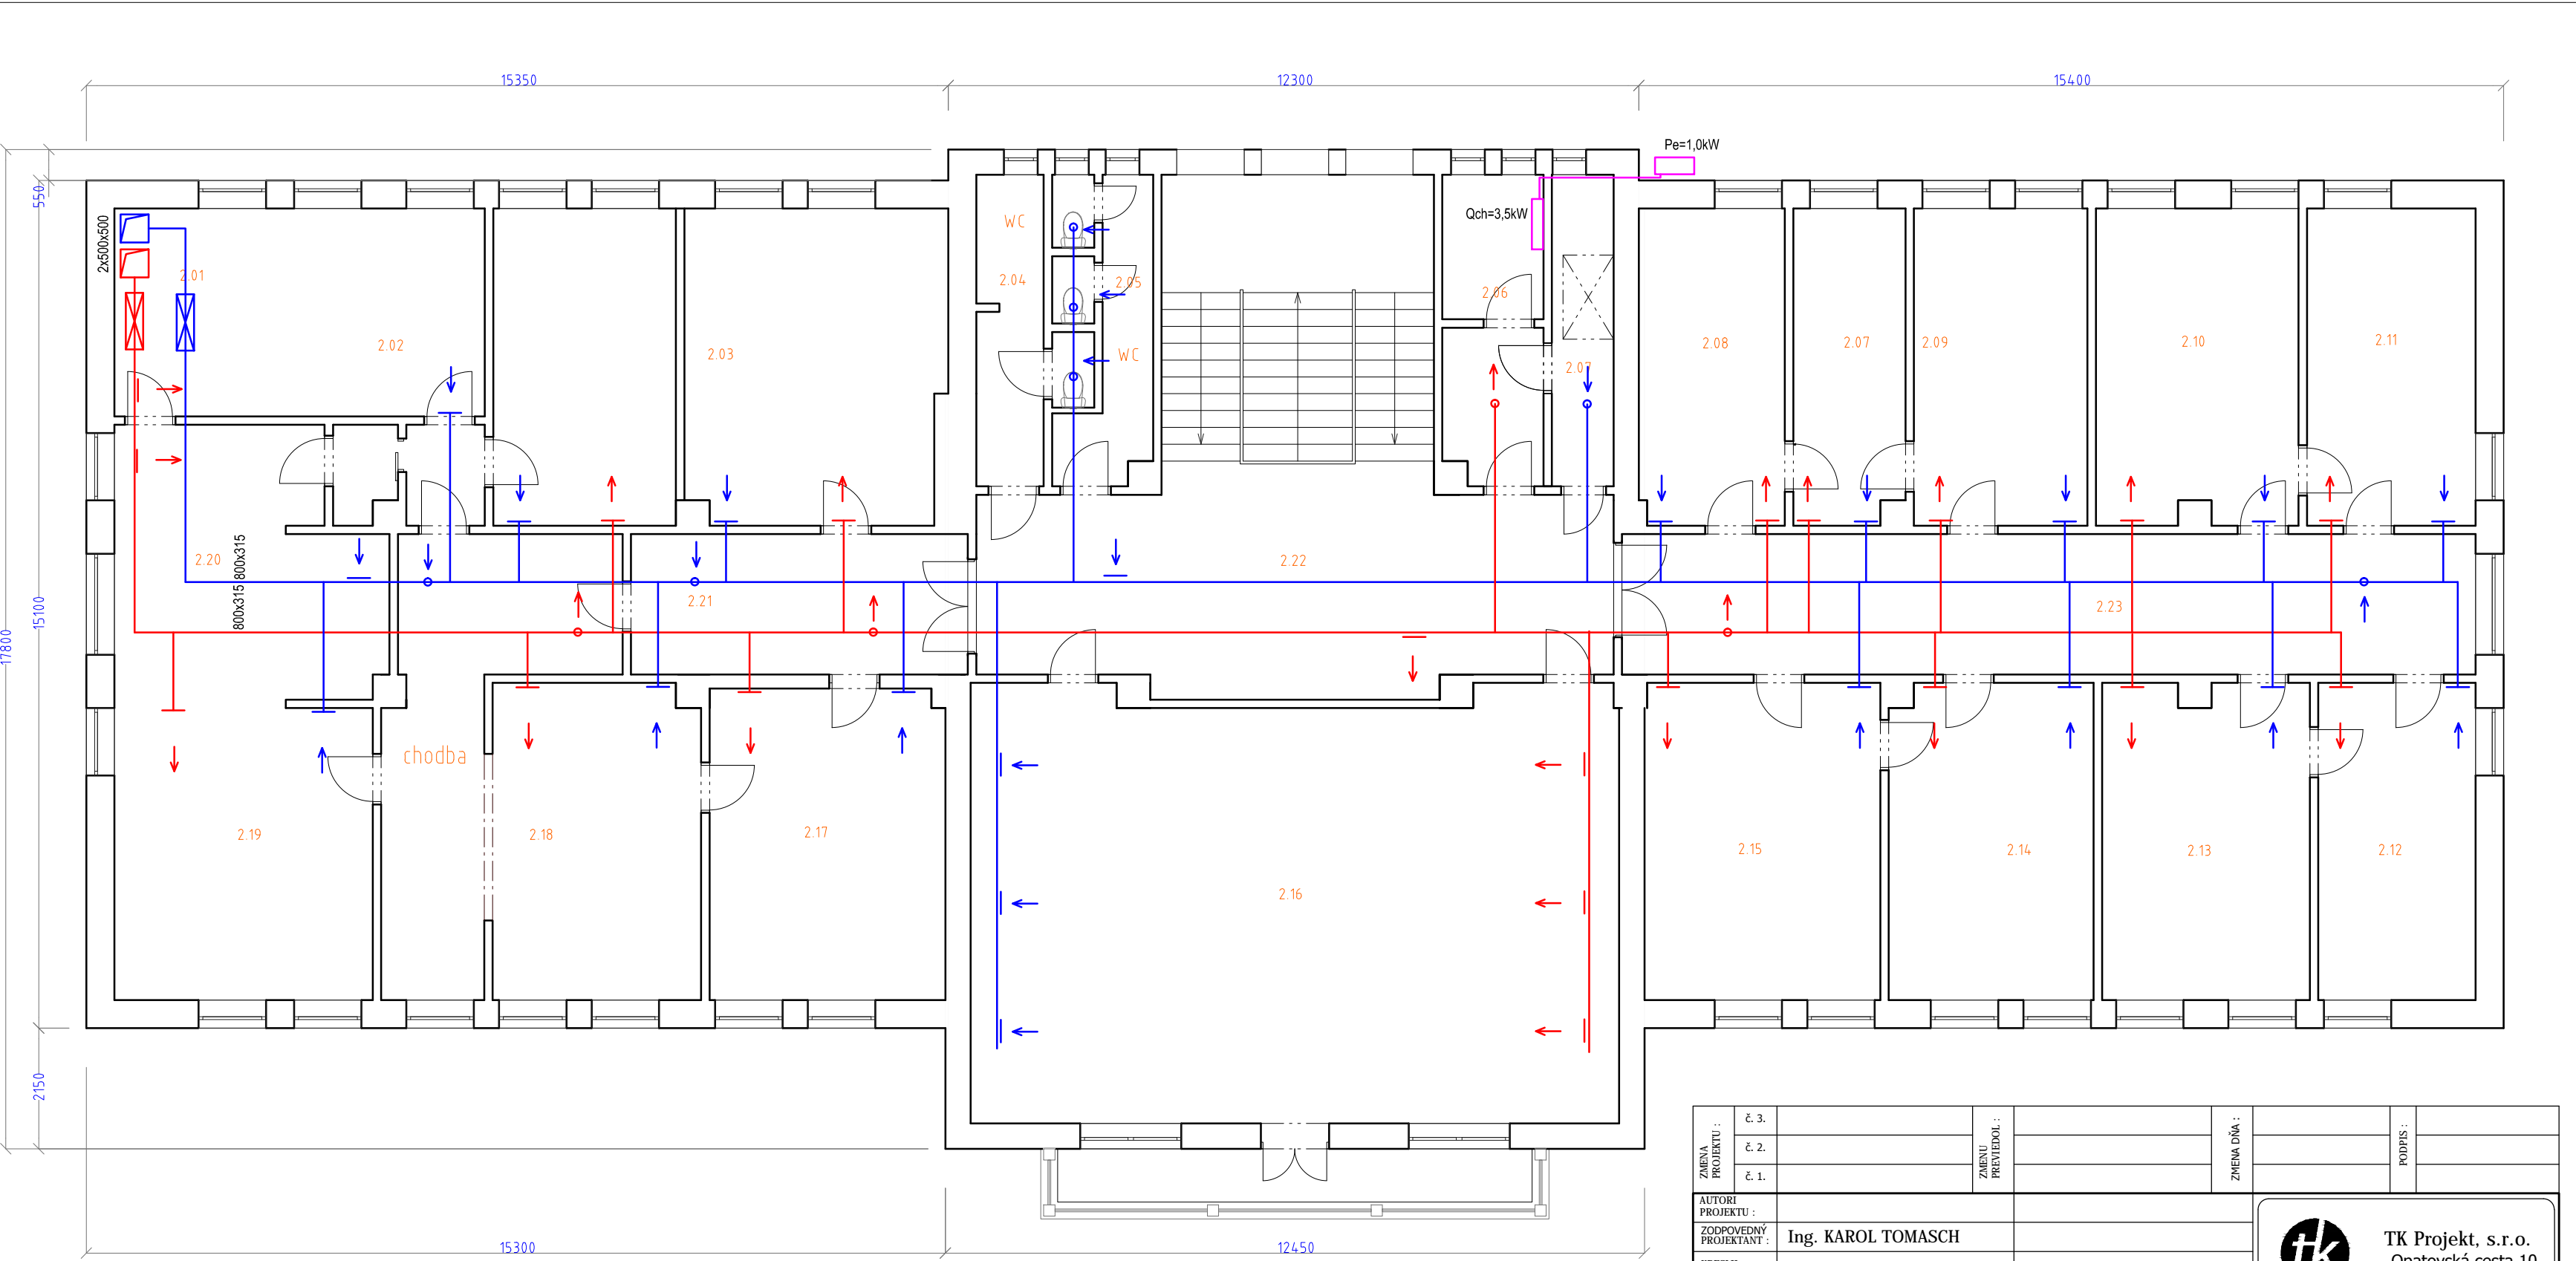 15350
12300
15400
Pe=1,0kW
550
2x500x500
Qch=3,5kW
WC
2.01
2.04
2.05
2.06
2.02
2.03
WC
2.07
2.08
2.07
2.09
2.10
2.11
2.20
800x315
800x315
2.22
2.21
2.23
15100
17800
chodba
2.19
2.18
2.17
2.16
2.15
2.14
2.13
2.12
2150
15300
12450
ZMENA
PROJEKTU :
č. 3.
č. 2.
č. 1.
ZMENU
PREVIEDOL :
ZMENA DŇA :
PODPIS :
AUTORI
PROJEKTU :
ZODPOVEDNÝ
PROJEKTANT :
Ing. KAROL TOMASCH
tk
TK Projekt, s.r.o.
Opatovská cesta 10